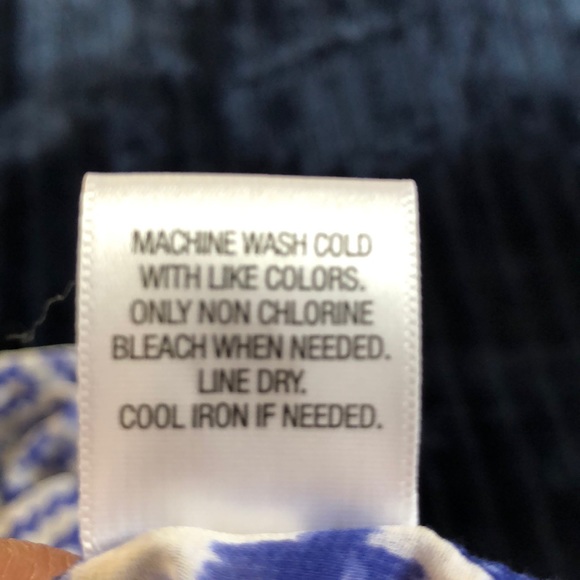 MACHINE WASH COLD
WITH LIKE COLORS.
ONLY NON CHLORINE
BLEACH WHEN NEEDED.
LINE DRY.
COOL IRON IF NEEDED.